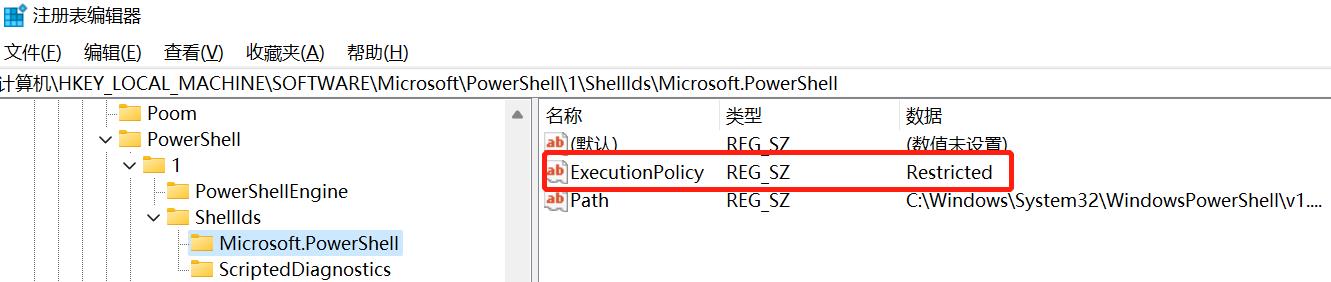 注册表编辑器
文件(F) 编辑(E) 查看(V) 收藏夹(A) 帮助(H)
计算机\HKEY_LOCAL_MACHINE\SOFTWARE\Microsoft\PowerShell\1\ShellIds\Microsoft.PowerShell
Poom
PowerShell
1
PowerShellEngine
ShellIds
Microsoft.PowerShell
ScriptedDiagnostics
名称 类型 数据
(默认) REG_SZ (数值未设置)
ExecutionPolicy REG_SZ Restricted
Path REG_SZ C:\Windows\System32\WindowsPowerShell\v1....